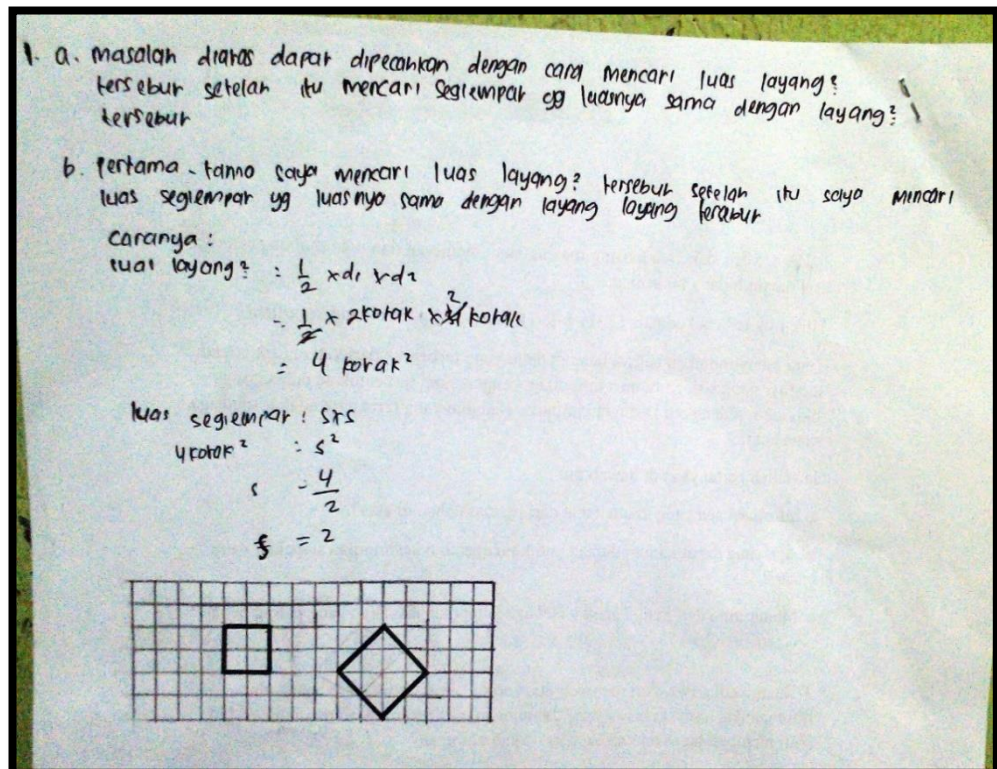 1. a. masalah diatas dapat dipecahkan dengan cara mencari luas layang²
tersebut setelah itu mencari segiempat yg luasnya sama dengan layang²
tersebut
b. Pertama-tama saya mencari luas layang² tersebut setelah itu saya mencari
luas segiempat yg luasnya sama dengan layang layang tersebut
Caranya :
luas layang² : 1/2 × d1 × d2
= 1/2 × 2 kotak × 4 2 kotak
= 4 kotak²
luas segiempat : s×s
4 kotak² = s²
s = 4/2
s = 2